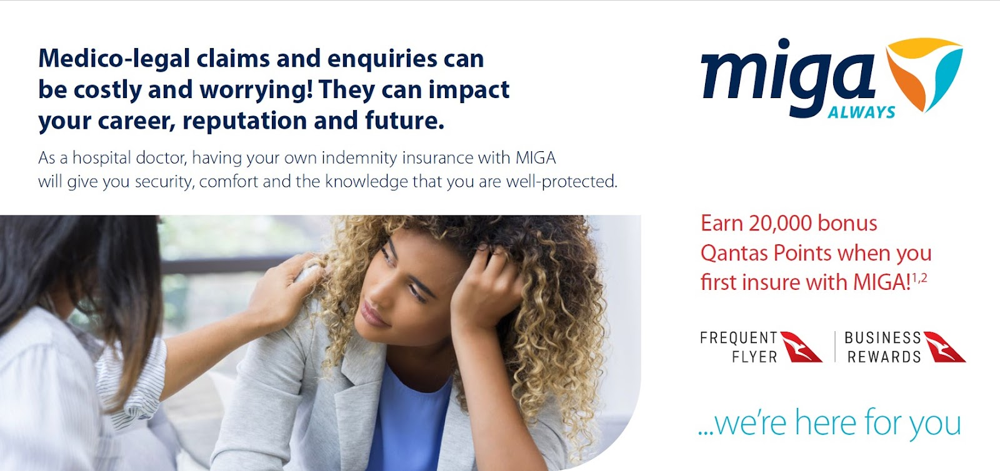 Medico-legal claims and enquiries can
be costly and worrying! They can impact
your career, reputation and future.
As a hospital doctor, having your own indemnity insurance with MIGA
will give you security, comfort and the knowledge that you are well-protected.
miga
ALWAYS
Earn 20,000 bonus
Qantas Points when you
first insure with MIGA!¹,²
FREQUENT
FLYER
BUSINESS
REWARDS
...we're here for you